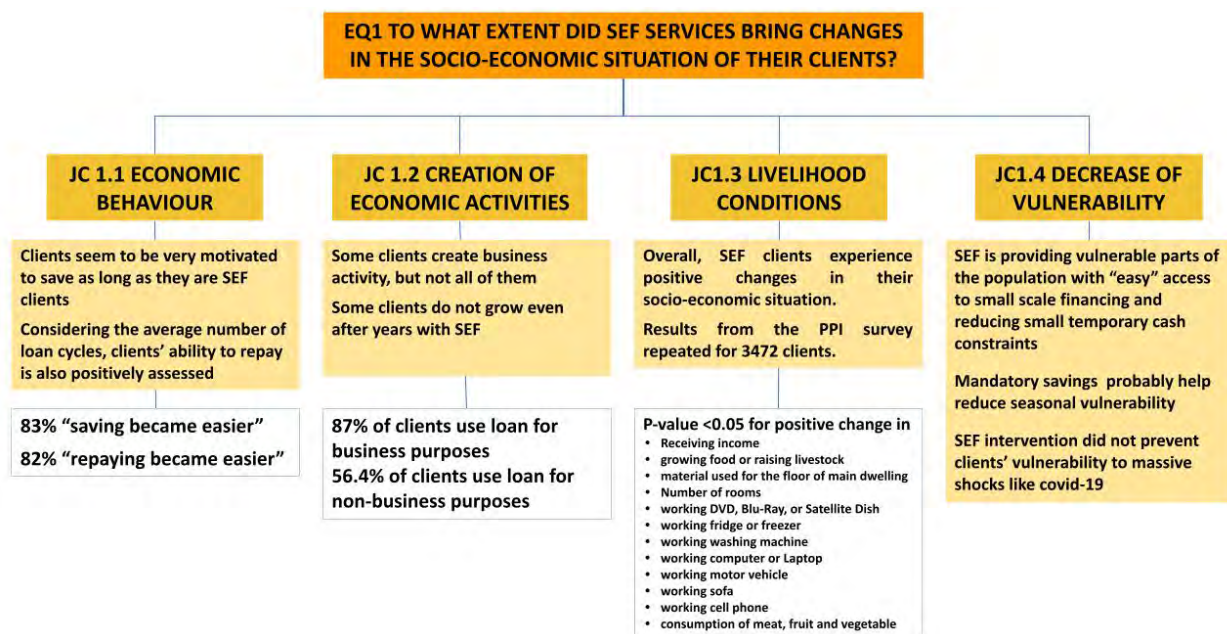 EQ1 TO WHAT EXTENT DID SEF SERVICES BRING CHANGES
IN THE SOCIO-ECONOMIC SITUATION OF THEIR CLIENTS?
JC 1.1 ECONOMIC
BEHAVIOUR
Clients seem to be very motivated
to save as long as they are SEF
clients
Considering the average number of
loan cycles, clients’ ability to repay
is also positively assessed
83% “saving became easier”
82% “repaying became easier”
JC 1.2 CREATION OF
ECONOMIC ACTIVITIES
Some clients create business
activity, but not all of them
Some clients do not grow even
after years with SEF
87% of clients use loan for
business purposes
56.4% of clients use loan for
non-business purposes
JC1.3 LIVELIHOOD
CONDITIONS
Overall, SEF clients experience
positive changes in their
socio-economic situation.
Results from the PPI survey
repeated for 3472 clients.
P-value <0.05 for positive change in
• Receiving income
• growing food or raising livestock
• material used for the floor of main dwelling
• Number of rooms
• working DVD, Blu-Ray, or Satellite Dish
• working fridge or freezer
• working washing machine
• working computer or Laptop
• working motor vehicle
• working sofa
• working cell phone
• consumption of meat, fruit and vegetable
JC1.4 DECREASE OF
VULNERABILITY
SEF is providing vulnerable parts of
the population with “easy” access
to small scale financing and
reducing small temporary cash
constraints
Mandatory savings probably help
reduce seasonal vulnerability
SEF intervention did not prevent
clients’ vulnerability to massive
shocks like covid-19